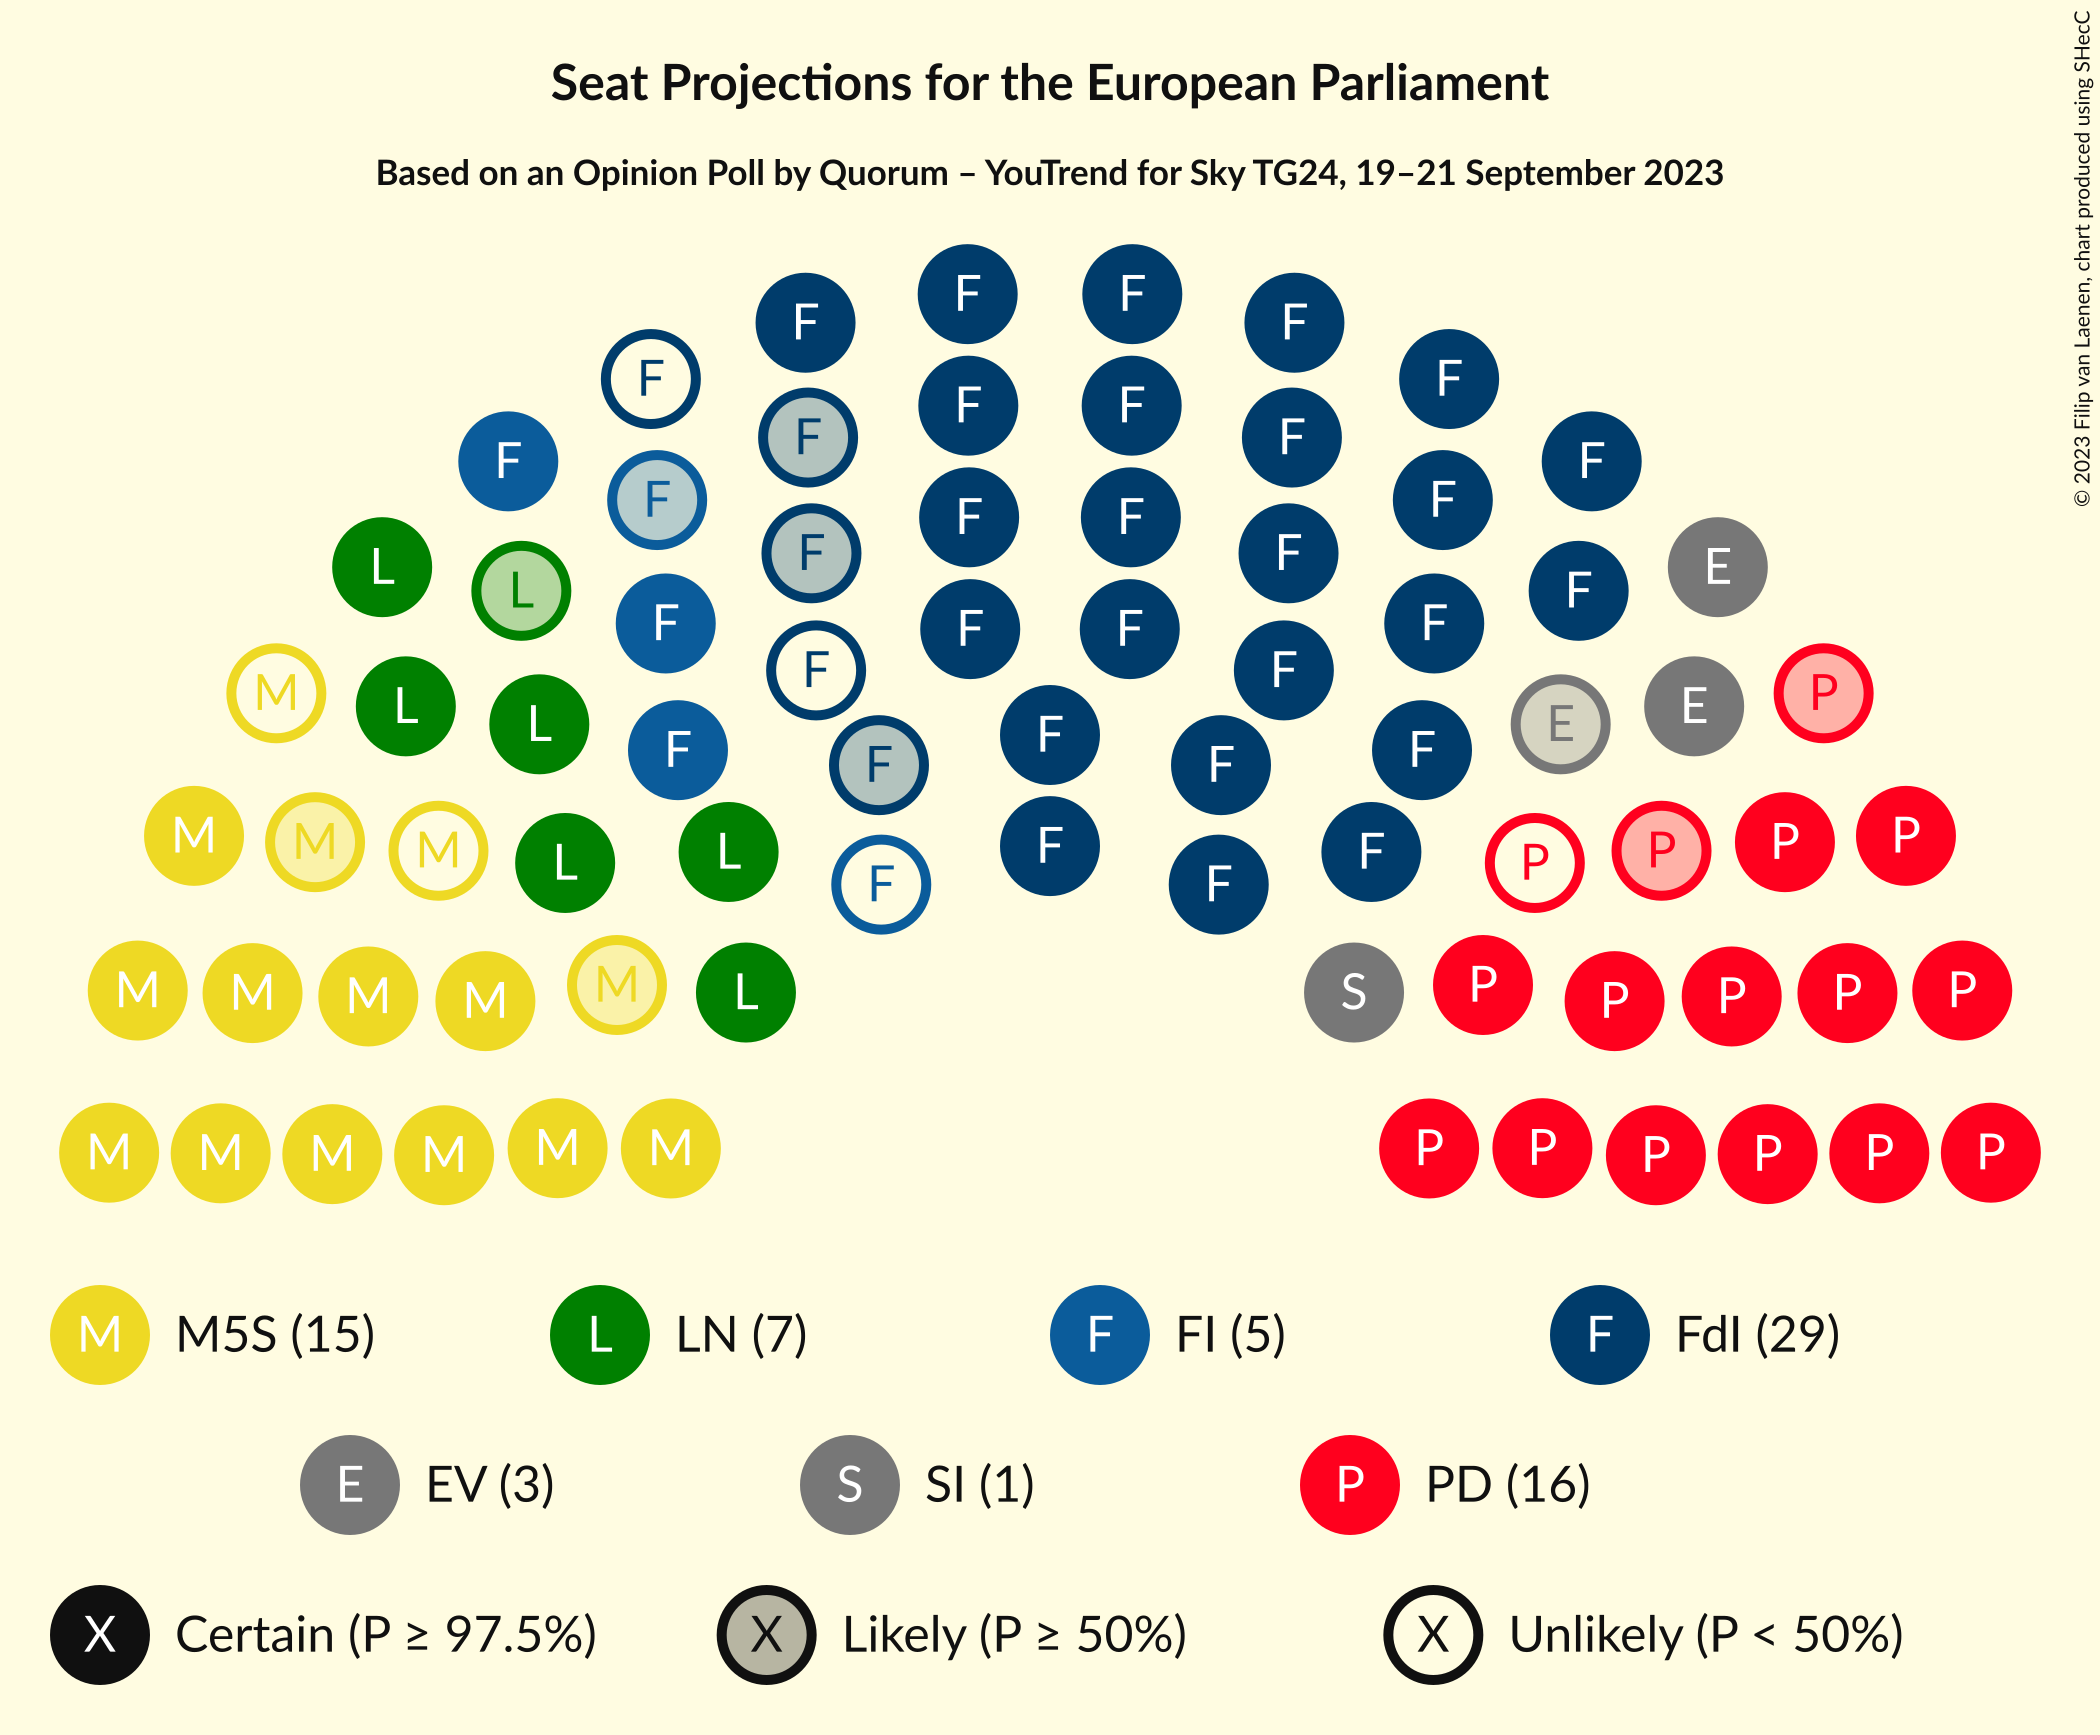 Seat Projections for the European Parliament
Based on an Opinion Poll by Quorum – YouTrend for Sky TG24, 19–21 September 2023
© 2023 Filip van Laenen, chart produced using SHecC
F F
F F
F F F F
F F
F F
F F
F F F F
L E
L F
F F
F F
F F
M P
L E
L E
F F
F
F F
M P
M P
M P
L P
L F
F F
F
M M M M M L S P P P P P
M M M M M M P P P P P P
M M5S (15) L LN (7) F FI (5) F FdI (29)
E EV (3) S SI (1) P PD (16)
X Certain (P ≥ 97.5%) X Likely (P ≥ 50%) X Unlikely (P < 50%)